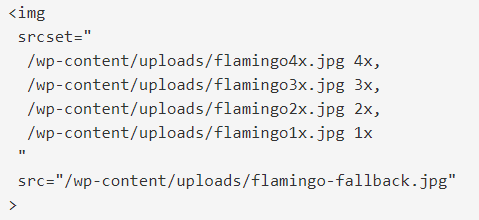 <img
srcset="
/wp-content/uploads/flamingo4x.jpg 4x,
/wp-content/uploads/flamingo3x.jpg 3x,
/wp-content/uploads/flamingo2x.jpg 2x,
/wp-content/uploads/flamingo1x.jpg 1x
"
src="/wp-content/uploads/flamingo-fallback.jpg"
>